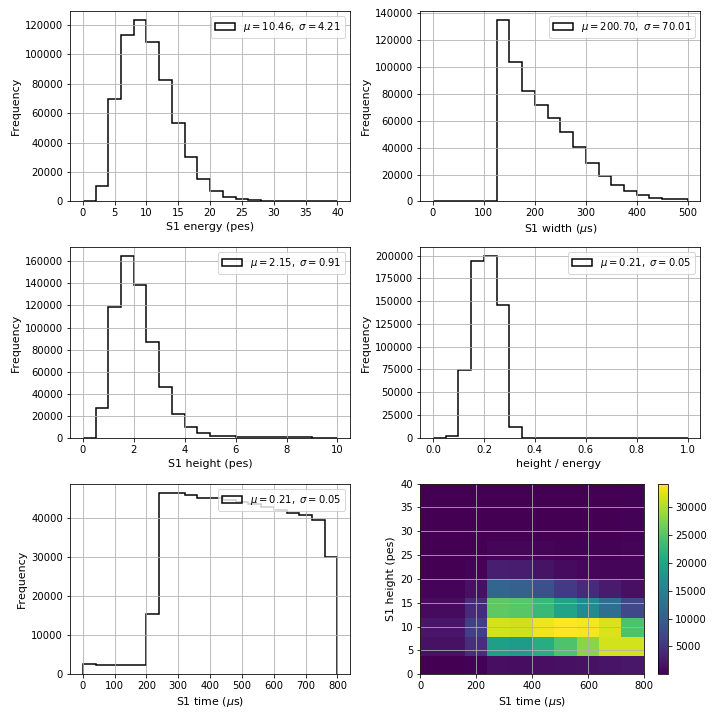 μ = 10.46, σ = 4.21
Frequency
120000
100000
80000
60000
40000
20000
0
0 5 10 15 20 25 30 35 40
S1 energy (pes)
μ = 200.70, σ = 70.01
Frequency
140000
120000
100000
80000
60000
40000
20000
0
0 100 200 300 400 500
S1 width (μs)
μ = 2.15, σ = 0.91
Frequency
160000
140000
120000
100000
80000
60000
40000
20000
0
0 2 4 6 8 10
S1 height (pes)
μ = 0.21, σ = 0.05
Frequency
200000
175000
150000
125000
100000
75000
50000
25000
0
0.0 0.2 0.4 0.6 0.8 1.0
height / energy
μ = 0.21, σ = 0.05
Frequency
40000
30000
20000
10000
0
0 100 200 300 400 500 600 700 800
S1 time (μs)
S1 height (pes)
40
35
30
25
20
15
10
5
0
0 200 400 600 800
S1 time (μs)
30000
25000
20000
15000
10000
5000